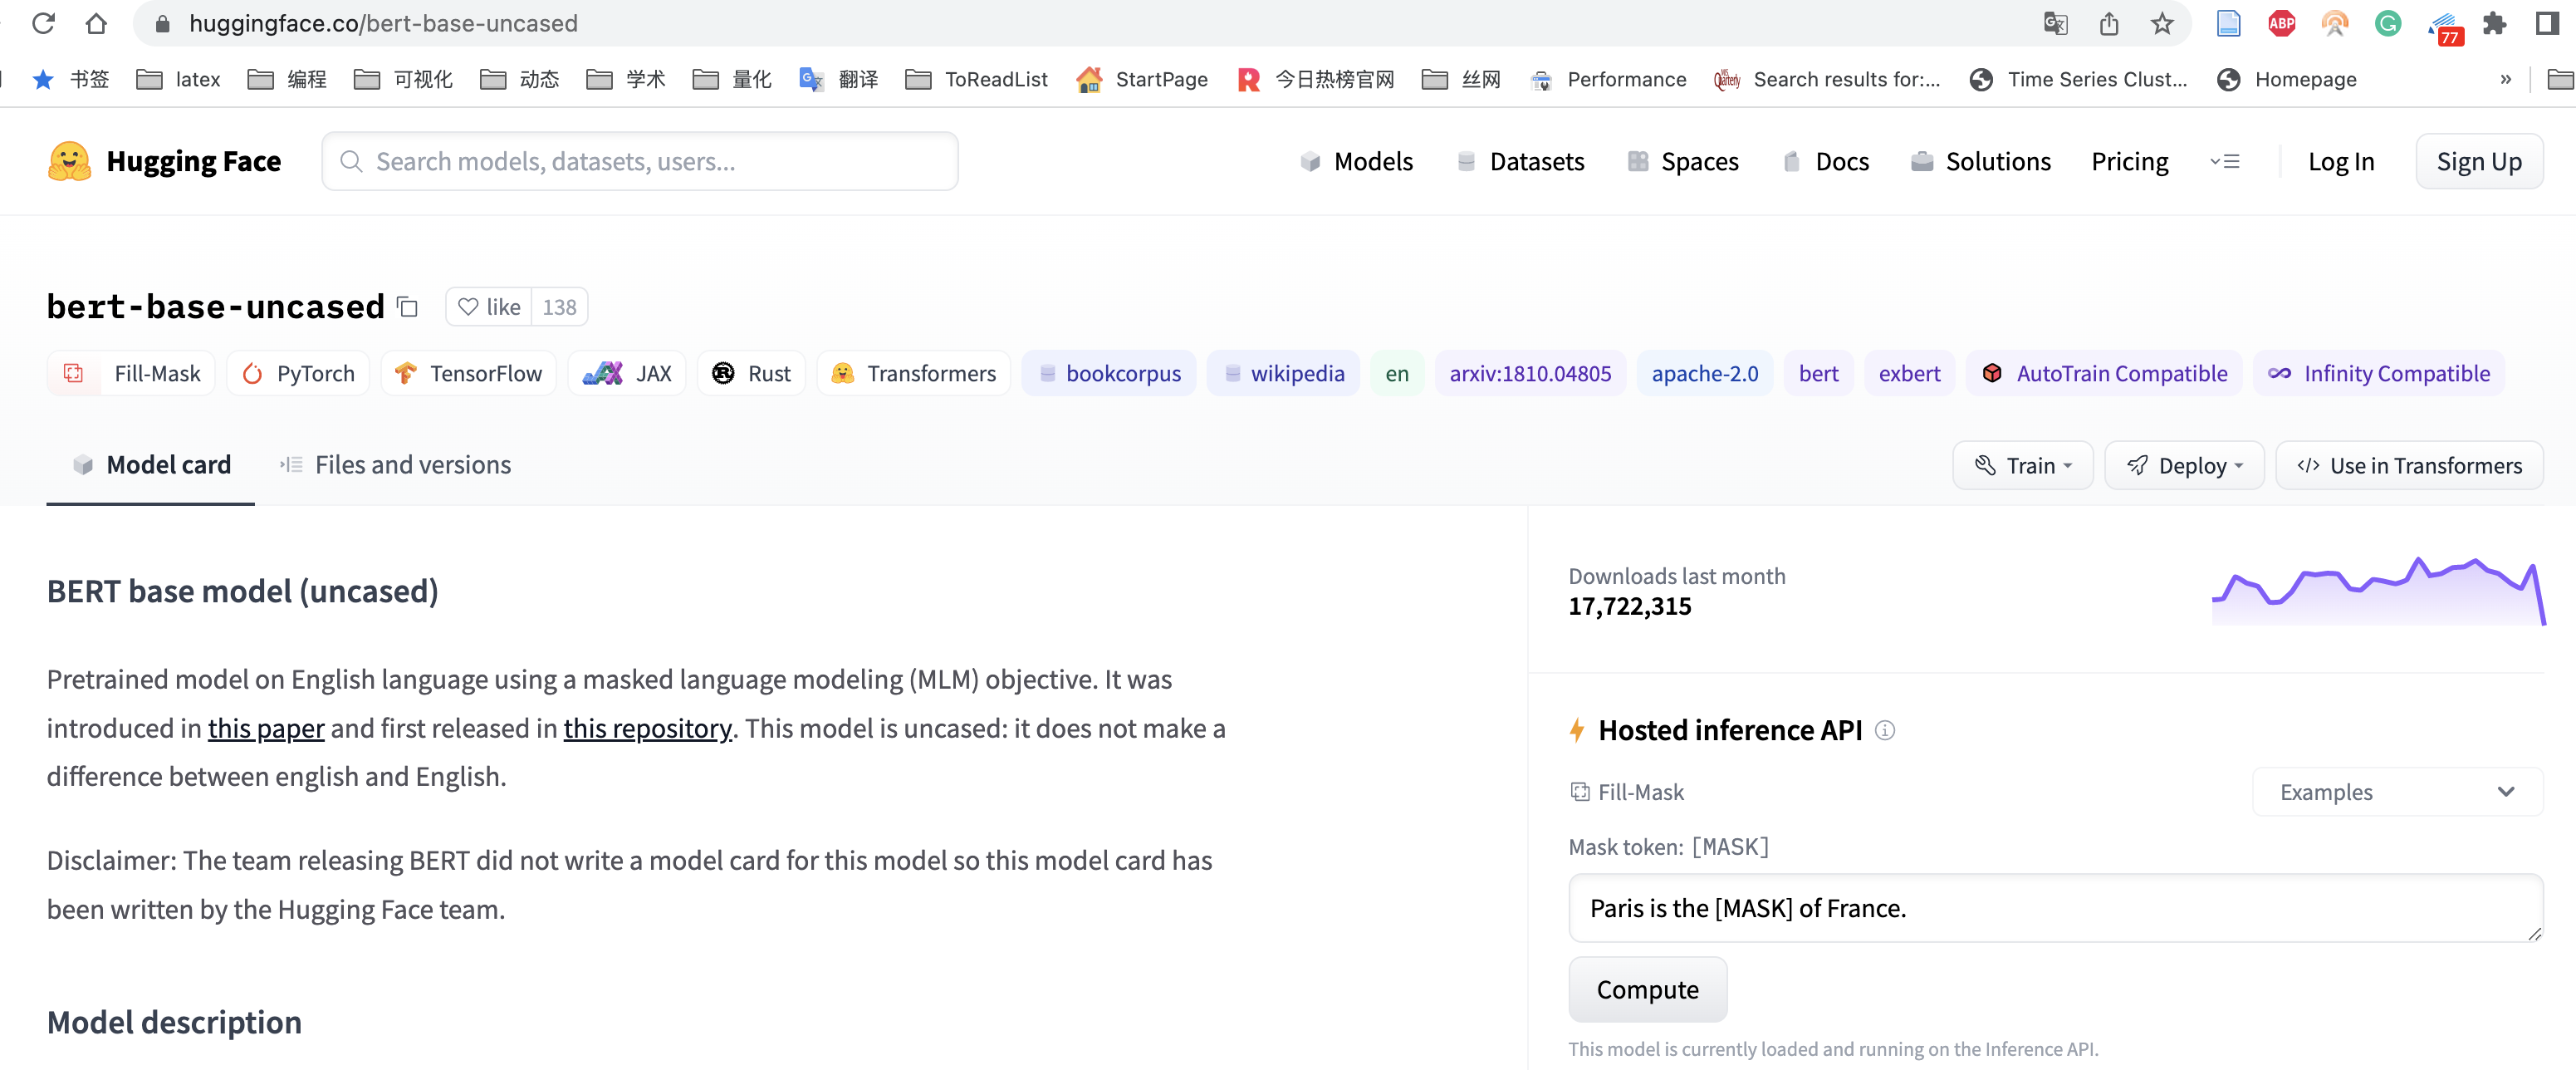 huggingface.co/bert-base-uncased
ABP
77
书签 latex 编程 可视化 动态 学术 量化 翻译 ToReadList StartPage 今日热榜官网 丝网 Performance Search results for:... Time Series Clust... Homepage »
Hugging Face Search models, datasets, users... Models Datasets Spaces Docs Solutions Pricing Log In Sign Up
bert-base-uncased like 138
Fill-Mask PyTorch TensorFlow JAX Rust Transformers bookcorpus wikipedia en arxiv:1810.04805 apache-2.0 bert exbert AutoTrain Compatible Infinity Compatible
Model card Files and versions Train Deploy </> Use in Transformers
BERT base model (uncased)
Pretrained model on English language using a masked language modeling (MLM) objective. It was
introduced in this paper and first released in this repository. This model is uncased: it does not make a
difference between english and English.
Disclaimer: The team releasing BERT did not write a model card for this model so this model card has
been written by the Hugging Face team.
Model description
Downloads last month
17,722,315
Hosted inference API
Fill-Mask Examples
Mask token: [MASK]
Paris is the [MASK] of France.
Compute
This model is currently loaded and running on the Inference API.